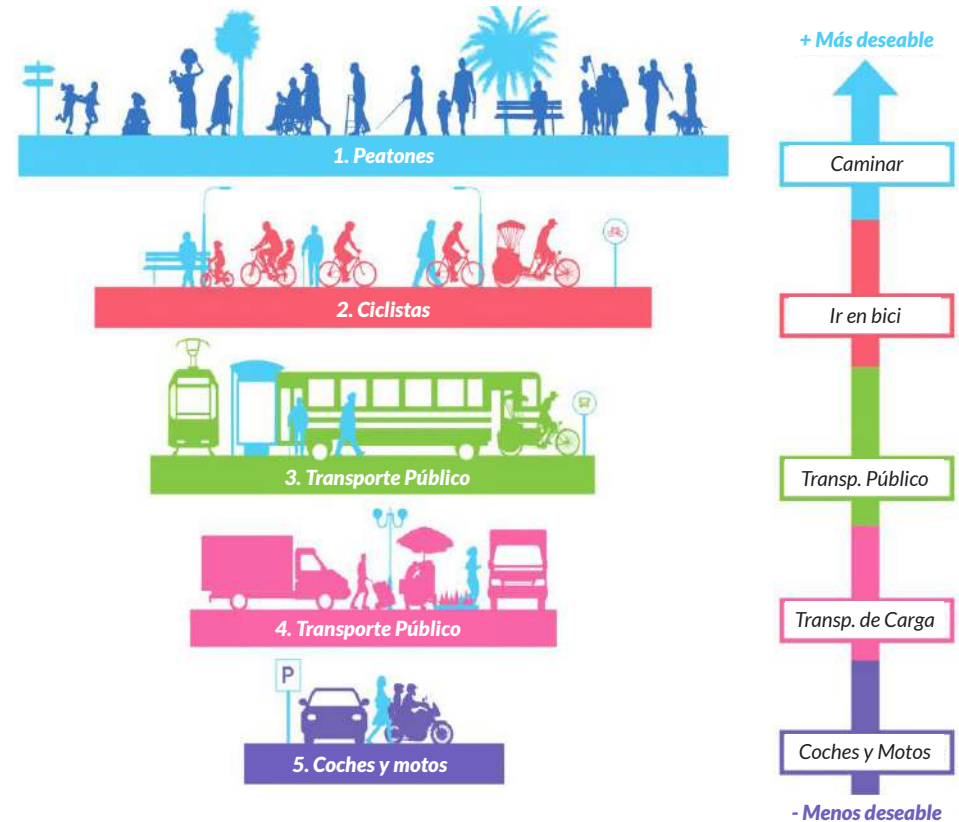 + Más deseable
1. Peatones
Caminar
2. Ciclistas
Ir en bici
3. Transporte Público
Transp. Público
4. Transporte Público
Transp. de Carga
P
5. Coches y motos
Coches y Motos
- Menos deseable